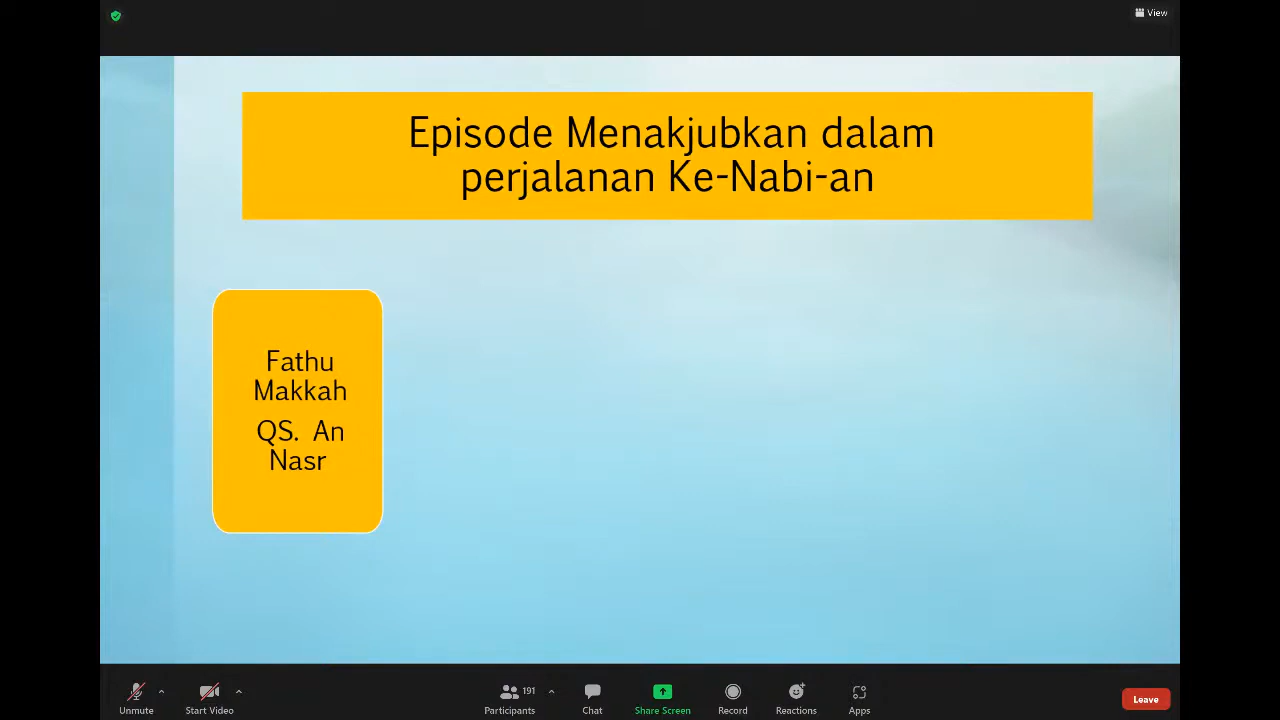 View
Episode Menakjubkan dalam
perjalanan Ke-Nabi-an
Fathu
Makkah
QS. An
Nasr
Unmute
Start Video
191
Participants
Chat
Share Screen
Record
Reactions
Apps
Leave